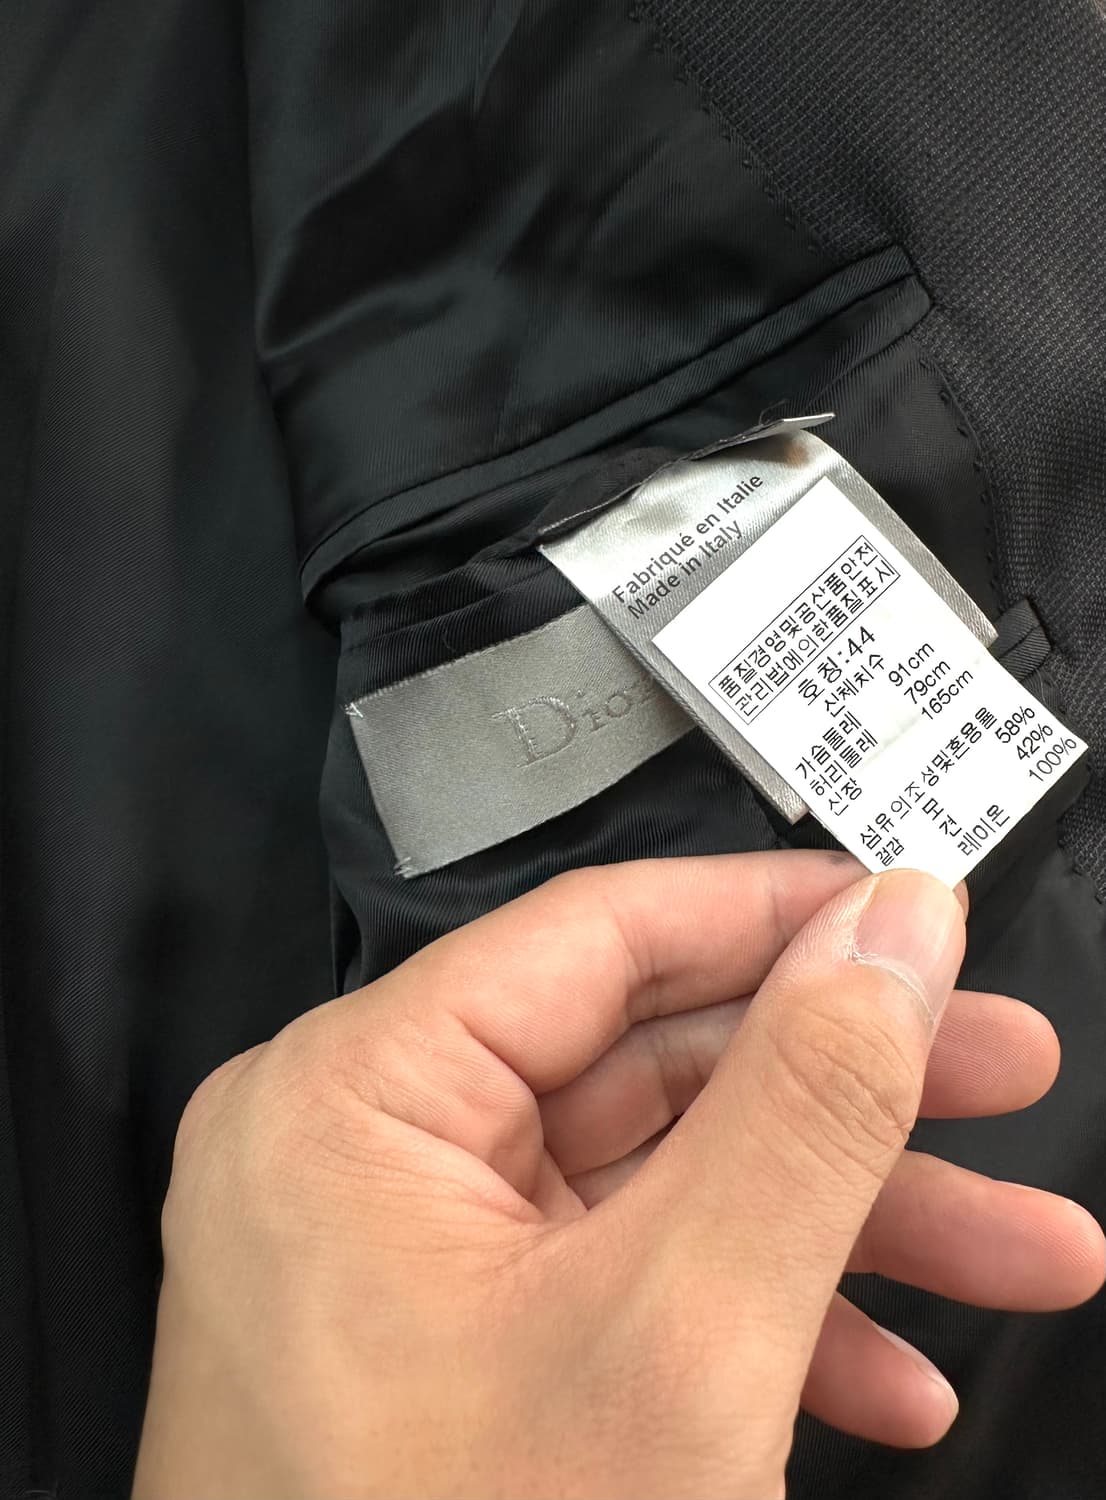 Fabriqué en Italie
Made in Italy
Dior
품질경영및공산품안전
관리법에의한품질표시
호칭:44
신체치수
가슴둘레 91cm
허리둘레 79cm
신장 165cm
섬유의조성및혼용율
겉감 모 58%
견 42%
레이온 100%